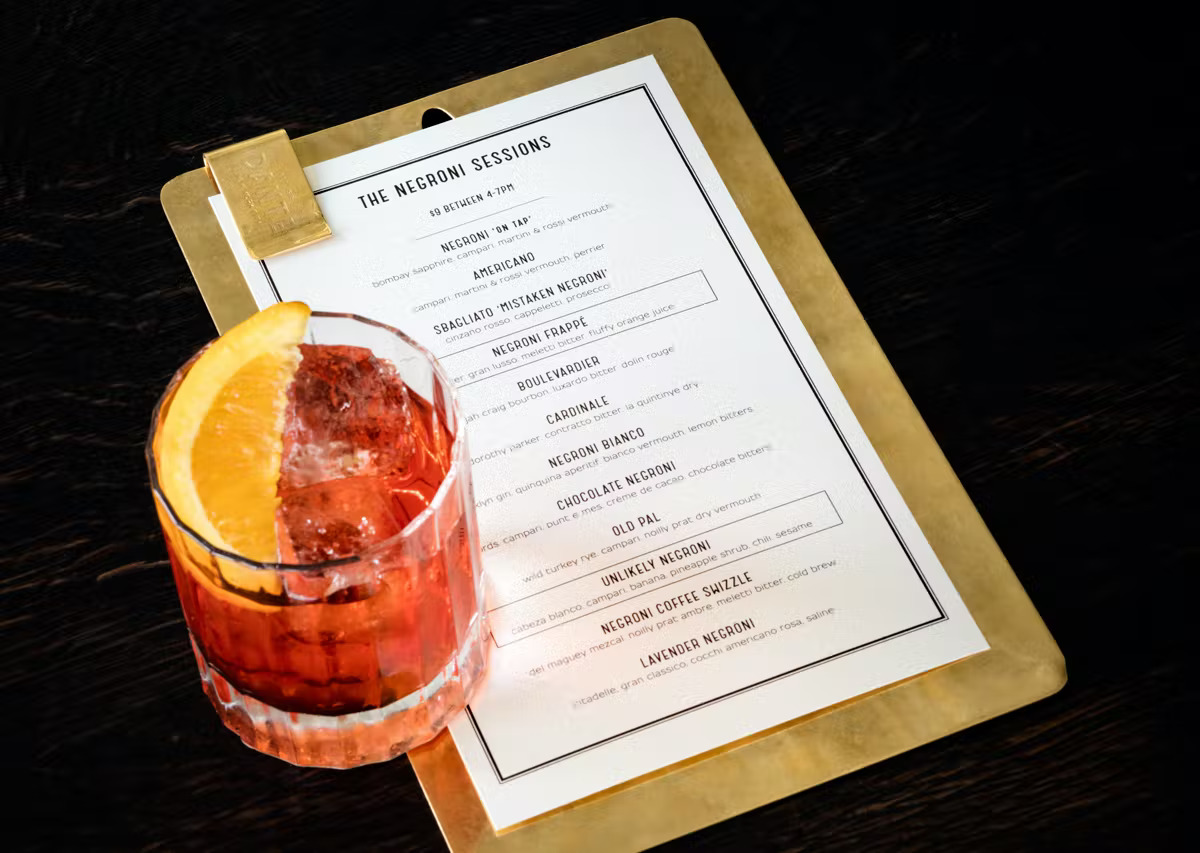 THE NEGRONI SESSIONS
$9 BETWEEN 4-7PM
NEGRONI 'ON TAP'
bombay sapphire, campari, martini & rossi vermouth
AMERICANO
campari, martini & rossi vermouth, perrier
SBAGLIATO 'MISTAKEN NEGRONI'
cinzano rosso, cappeletti, prosecco
NEGRONI FRAPPÉ
gran lusso, meletti bitter, fluffy orange juice
BOULEVARDIER
craig bourbon, luxardo bitter, dolin rouge
CARDINALE
parker, contratto bitter, la quintinye dry
NEGRONI BIANCO
gin, quinquina aperitif, bianco vermouth, lemon bitters
CHOCOLATE NEGRONI
campari, punt e mes, crème de cacao, chocolate bitters
OLD PAL
wild turkey rye, campari, noilly prat dry vermouth
UNLIKELY NEGRONI
cabeza blanco, campari, banana, pineapple shrub, chili, sesame
NEGRONI COFFEE SWIZZLE
del maguey mezcal, noilly prat ambre, meletti bitter, cold brew
LAVENDER NEGRONI
citadelle, gran classico, cocchi americano rosa, saline